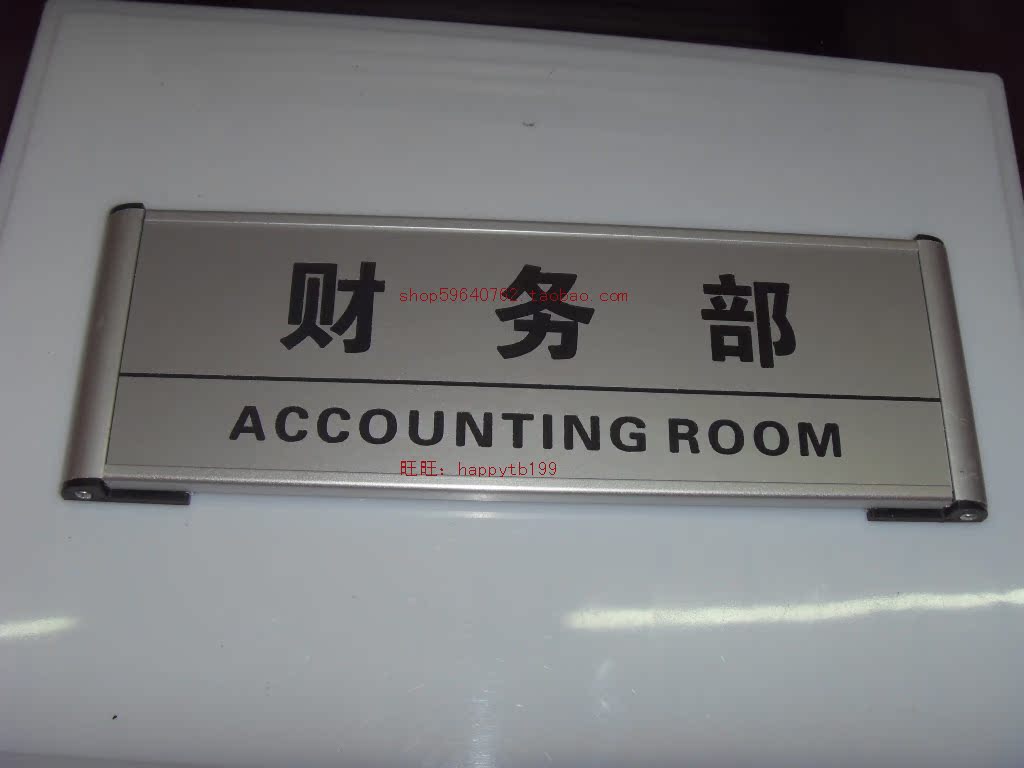 财务部
shop59640762.taobao.com
ACCOUNTING ROOM
旺旺：happytb199